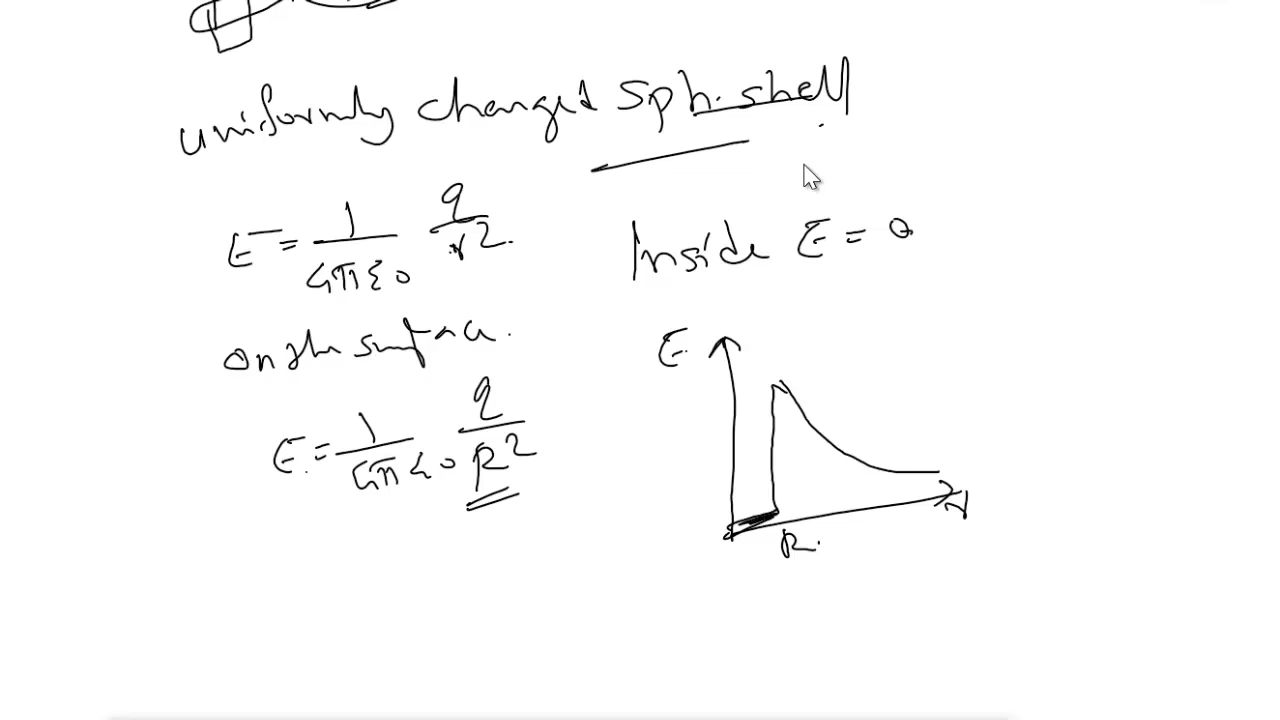 uniformly charged sph. shell
E = 1/4πε0 q/r²
Inside E = 0
on the surface.
E = 1/4πε0 q/R²
E
r
R.